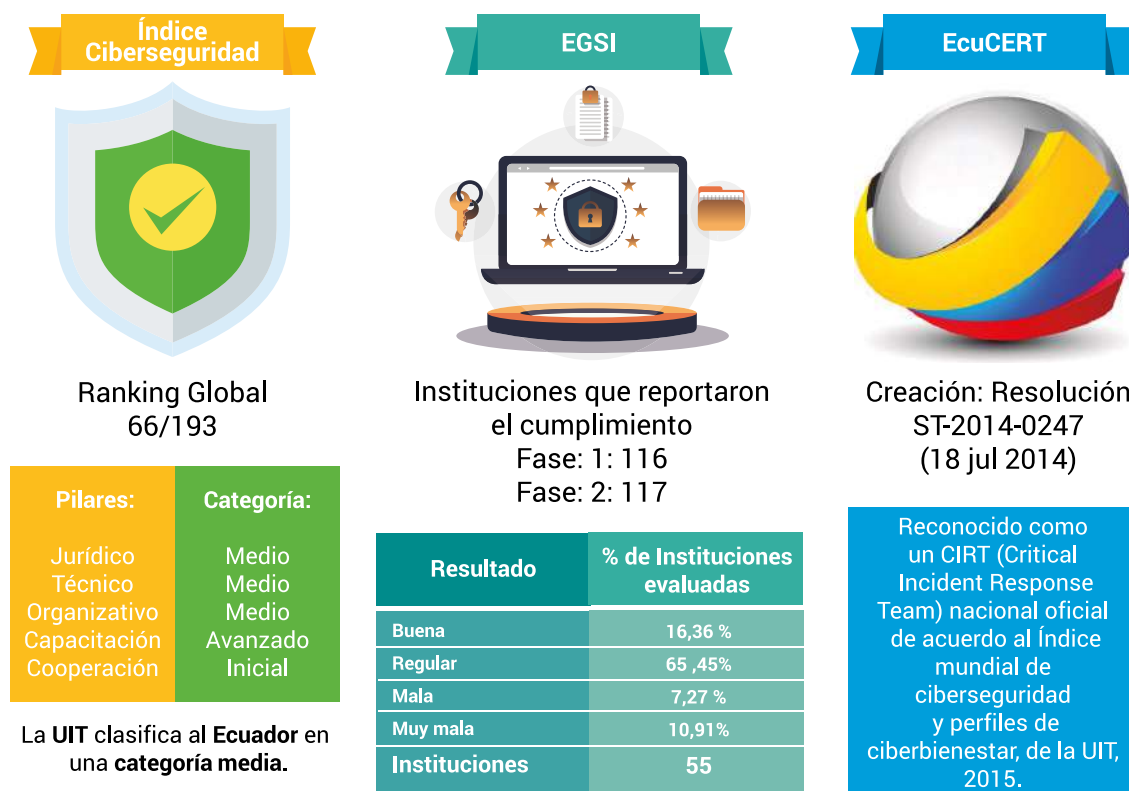 Índice
Ciberseguridad
Ranking Global
66/193
Pilares: Categoría:
Jurídico Medio
Técnico Medio
Organizativo Medio
Capacitación Avanzado
Cooperación Inicial
La UIT clasifica al Ecuador en
una categoría media.
EGSI
Instituciones que reportaron
el cumplimiento
Fase: 1: 116
Fase: 2: 117
Resultado % de Instituciones
evaluadas
Buena 16,36 %
Regular 65 ,45%
Mala 7,27 %
Muy mala 10,91%
Instituciones 55
EcuCERT
Creación: Resolución
ST-2014-0247
(18 jul 2014)
Reconocido como
un CIRT (Critical
Incident Response
Team) nacional oficial
de acuerdo al Índice
mundial de
ciberseguridad
y perfiles de
ciberbienestar, de la UIT,
2015.